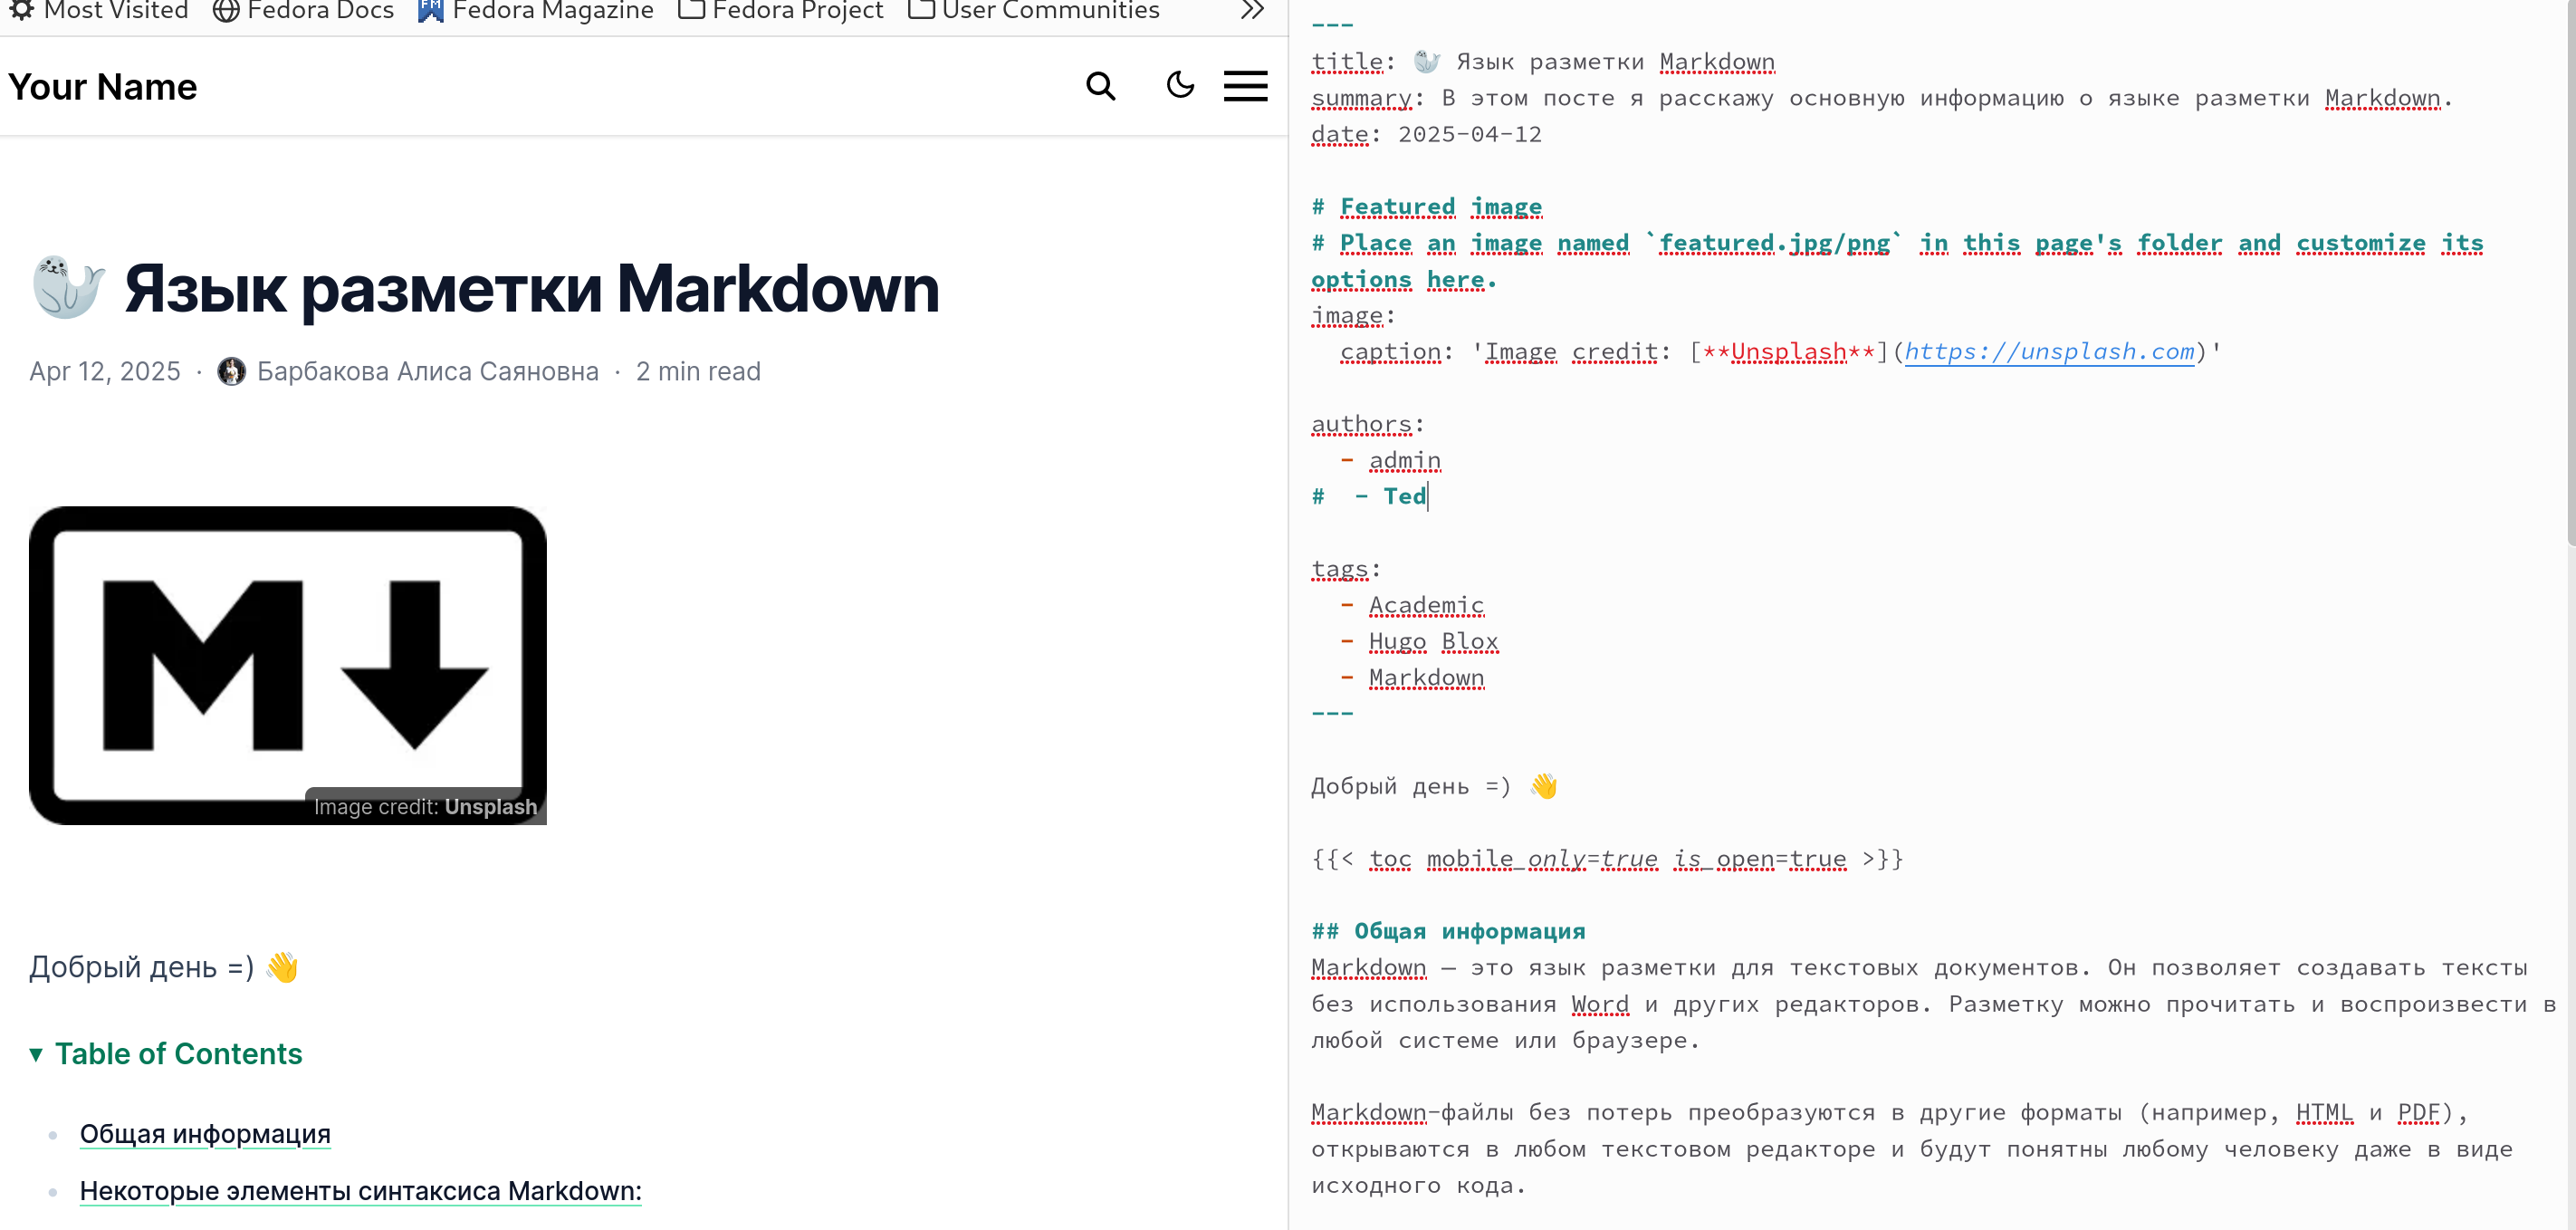 Most Visited Fedora Docs Fedora Magazine Fedora Project User Communities
Your Name
🦭 Язык разметки Markdown
Apr 12, 2025 · Барбакова Алиса Саяновна · 2 min read
M
Image credit: Unsplash
Добрый день =) 👋
▼ Table of Contents
• Общая информация
• Некоторые элементы синтаксиса Markdown:
---
title: 🦭 Язык разметки Markdown
summary: В этом посте я расскажу основную информацию о языке разметки Markdown.
date: 2025-04-12
# Featured image
# Place an image named `featured.jpg/png` in this page's folder and customize its
options here.
image:
  caption: 'Image credit: [**Unsplash**](https://unsplash.com)'
authors:
  - admin
#  - Ted
tags:
  - Academic
  - Hugo Blox
  - Markdown
---
Добрый день =) 👋
{{< toc mobile_only=true is_open=true >}}
## Общая информация
Markdown — это язык разметки для текстовых документов. Он позволяет создавать тексты
без использования Word и других редакторов. Разметку можно прочитать и воспроизвести в
любой системе или браузере.
Markdown-файлы без потерь преобразуются в другие форматы (например, HTML и PDF),
открываются в любом текстовом редакторе и будут понятны любому человеку даже в виде
исходного кода.